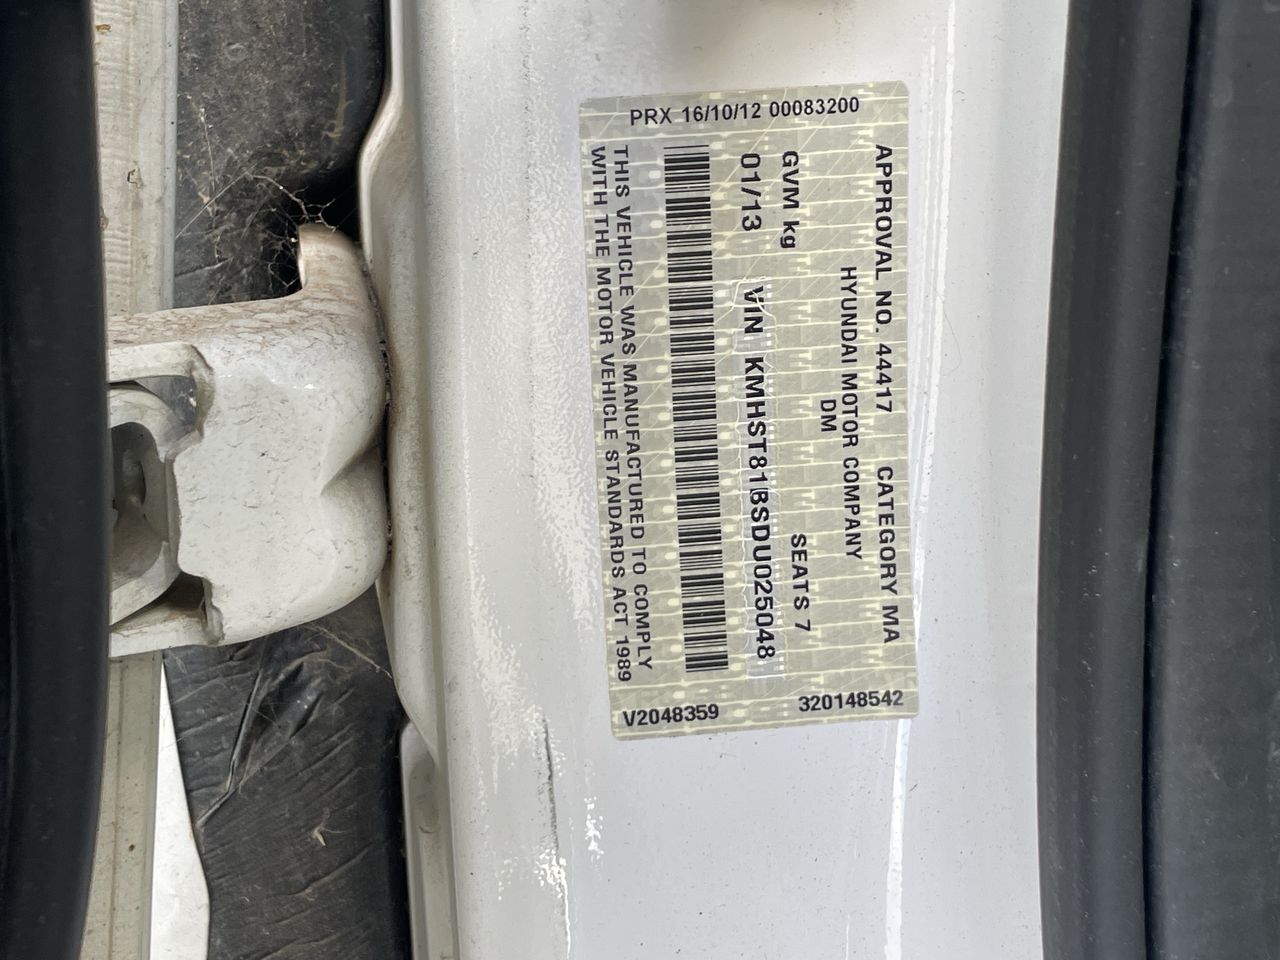 PRX 16/10/12 00083200
APPROVAL NO. 44417 CATEGORY MA
HYUNDAI MOTOR COMPANY
DM
GVM kg SEATS 7
01/13 VIN KMHST81BSDU025048
THIS VEHICLE WAS MANUFACTURED TO COMPLY
WITH THE MOTOR VEHICLE STANDARDS ACT 1989
320148542
V2048359